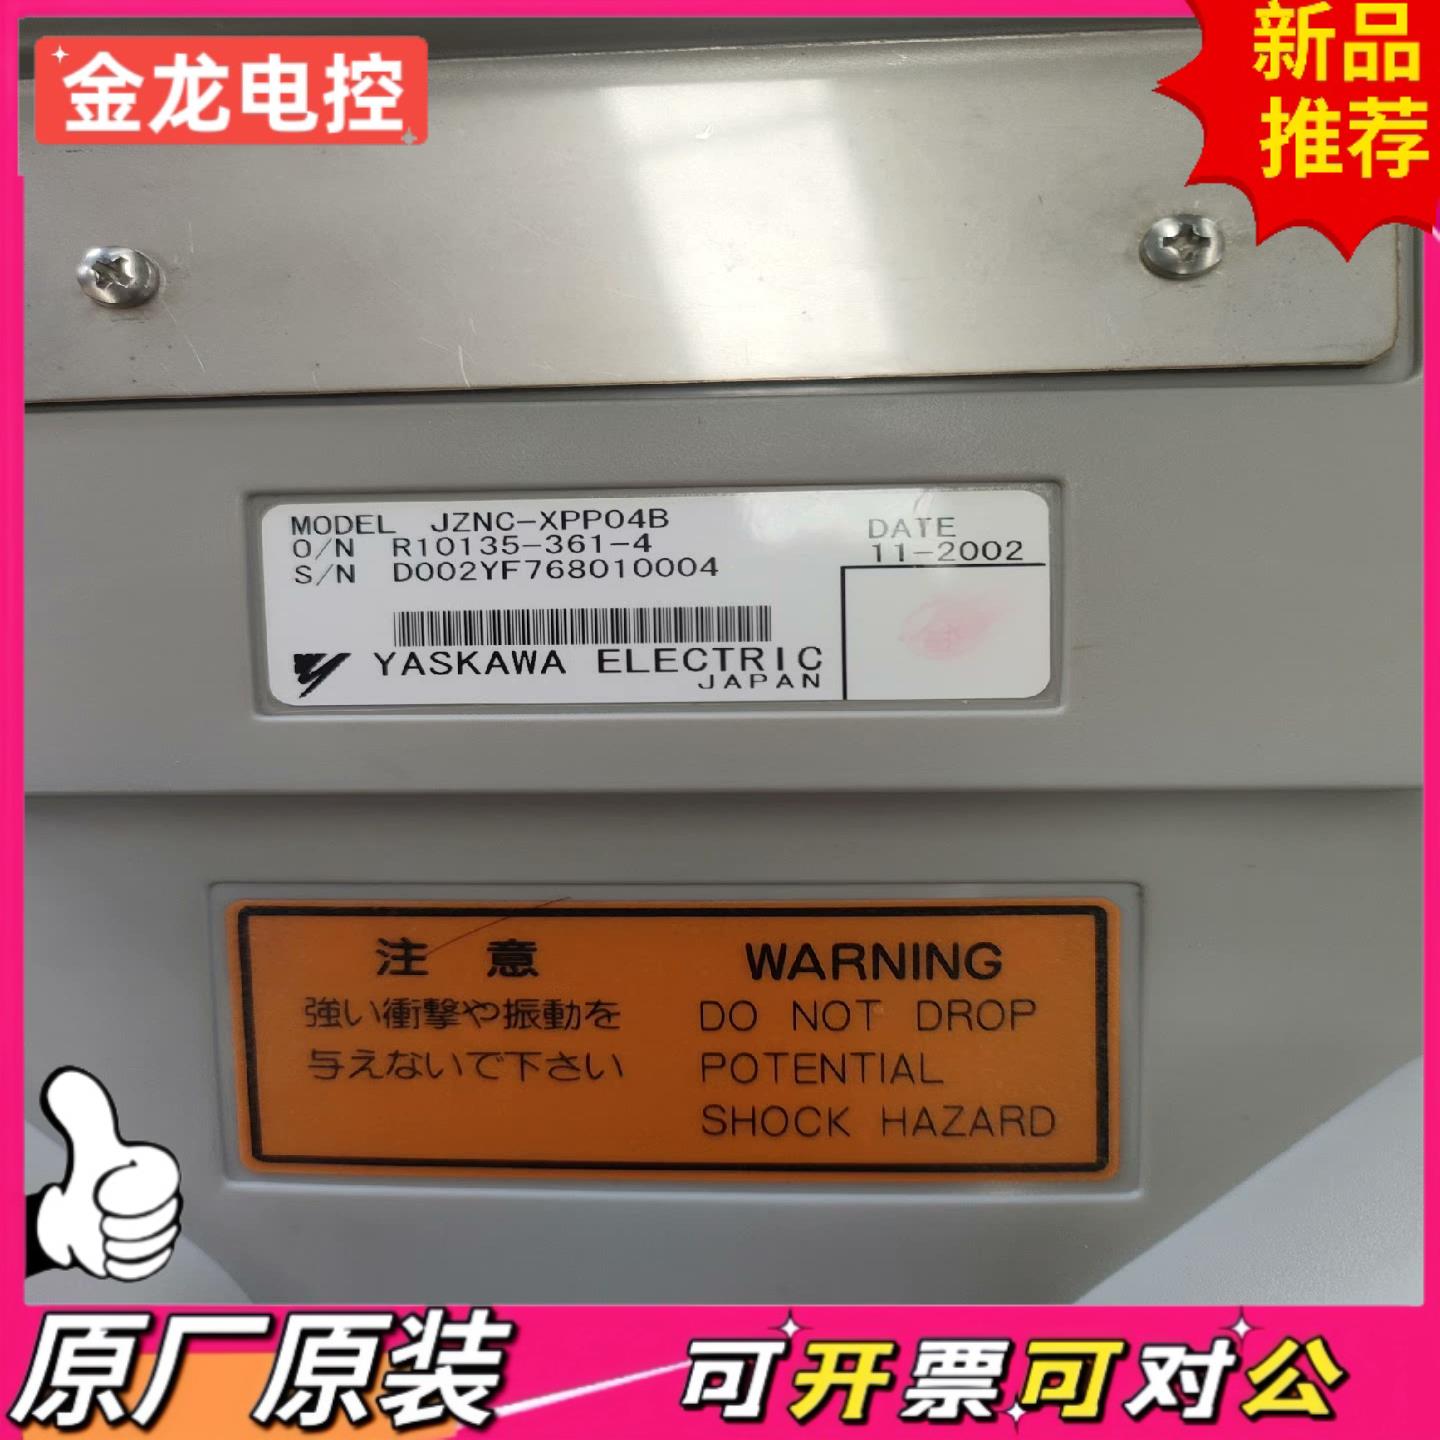 金龙电控
新品
推荐
MODEL JZNC-XPP04B
O/N R10135-361-4
S/N D002YF768010004
DATE
11-2002
YASKAWA ELECTRIC
JAPAN
注意
強い衝撃や振動を
与えないで下さい
WARNING
DO NOT DROP
POTENTIAL
SHOCK HAZARD
原厂原装
可开票可对公